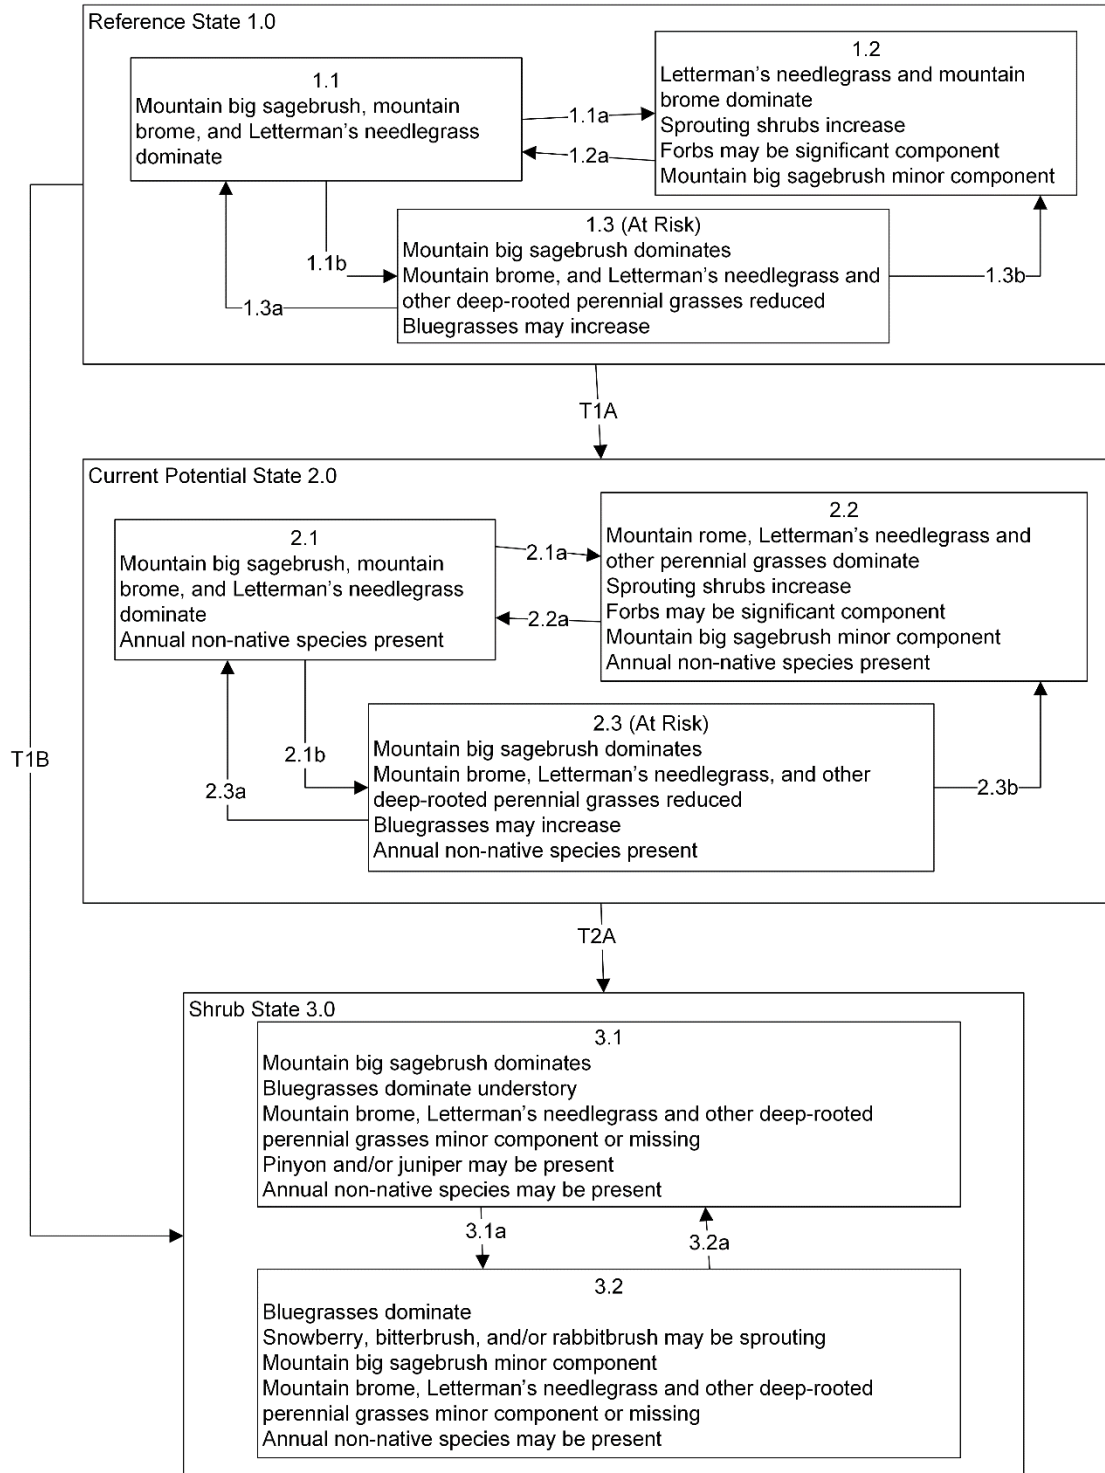 Reference State 1.0
1.1
Mountain big sagebrush, mountain
brome, and Letterman’s needlegrass
dominate
1.2
Letterman’s needlegrass and mountain
brome dominate
Sprouting shrubs increase
Forbs may be significant component
Mountain big sagebrush minor component
1.1a
1.2a
1.3 (At Risk)
Mountain big sagebrush dominates
Mountain brome, and Letterman’s needlegrass and
other deep-rooted perennial grasses reduced
Bluegrasses may increase
1.1b
1.3a
1.3b
T1A
Current Potential State 2.0
2.1
Mountain big sagebrush, mountain
brome, and Letterman’s needlegrass
dominate
Annual non-native species present
2.2
Mountain rome, Letterman’s needlegrass and
other perennial grasses dominate
Sprouting shrubs increase
Forbs may be significant component
Mountain big sagebrush minor component
Annual non-native species present
2.1a
2.2a
2.3 (At Risk)
Mountain big sagebrush dominates
Mountain brome, Letterman’s needlegrass, and other
deep-rooted perennial grasses reduced
Bluegrasses may increase
Annual non-native species present
2.1b
2.3a
2.3b
T1B
T2A
Shrub State 3.0
3.1
Mountain big sagebrush dominates
Bluegrasses dominate understory
Mountain brome, Letterman’s needlegrass and other deep-rooted
perennial grasses minor component or missing
Pinyon and/or juniper may be present
Annual non-native species may be present
3.1a
3.2a
3.2
Bluegrasses dominate
Snowberry, bitterbrush, and/or rabbitbrush may be sprouting
Mountain big sagebrush minor component
Mountain brome, Letterman’s needlegrass and other deep-rooted
perennial grasses minor component or missing
Annual non-native species may be present